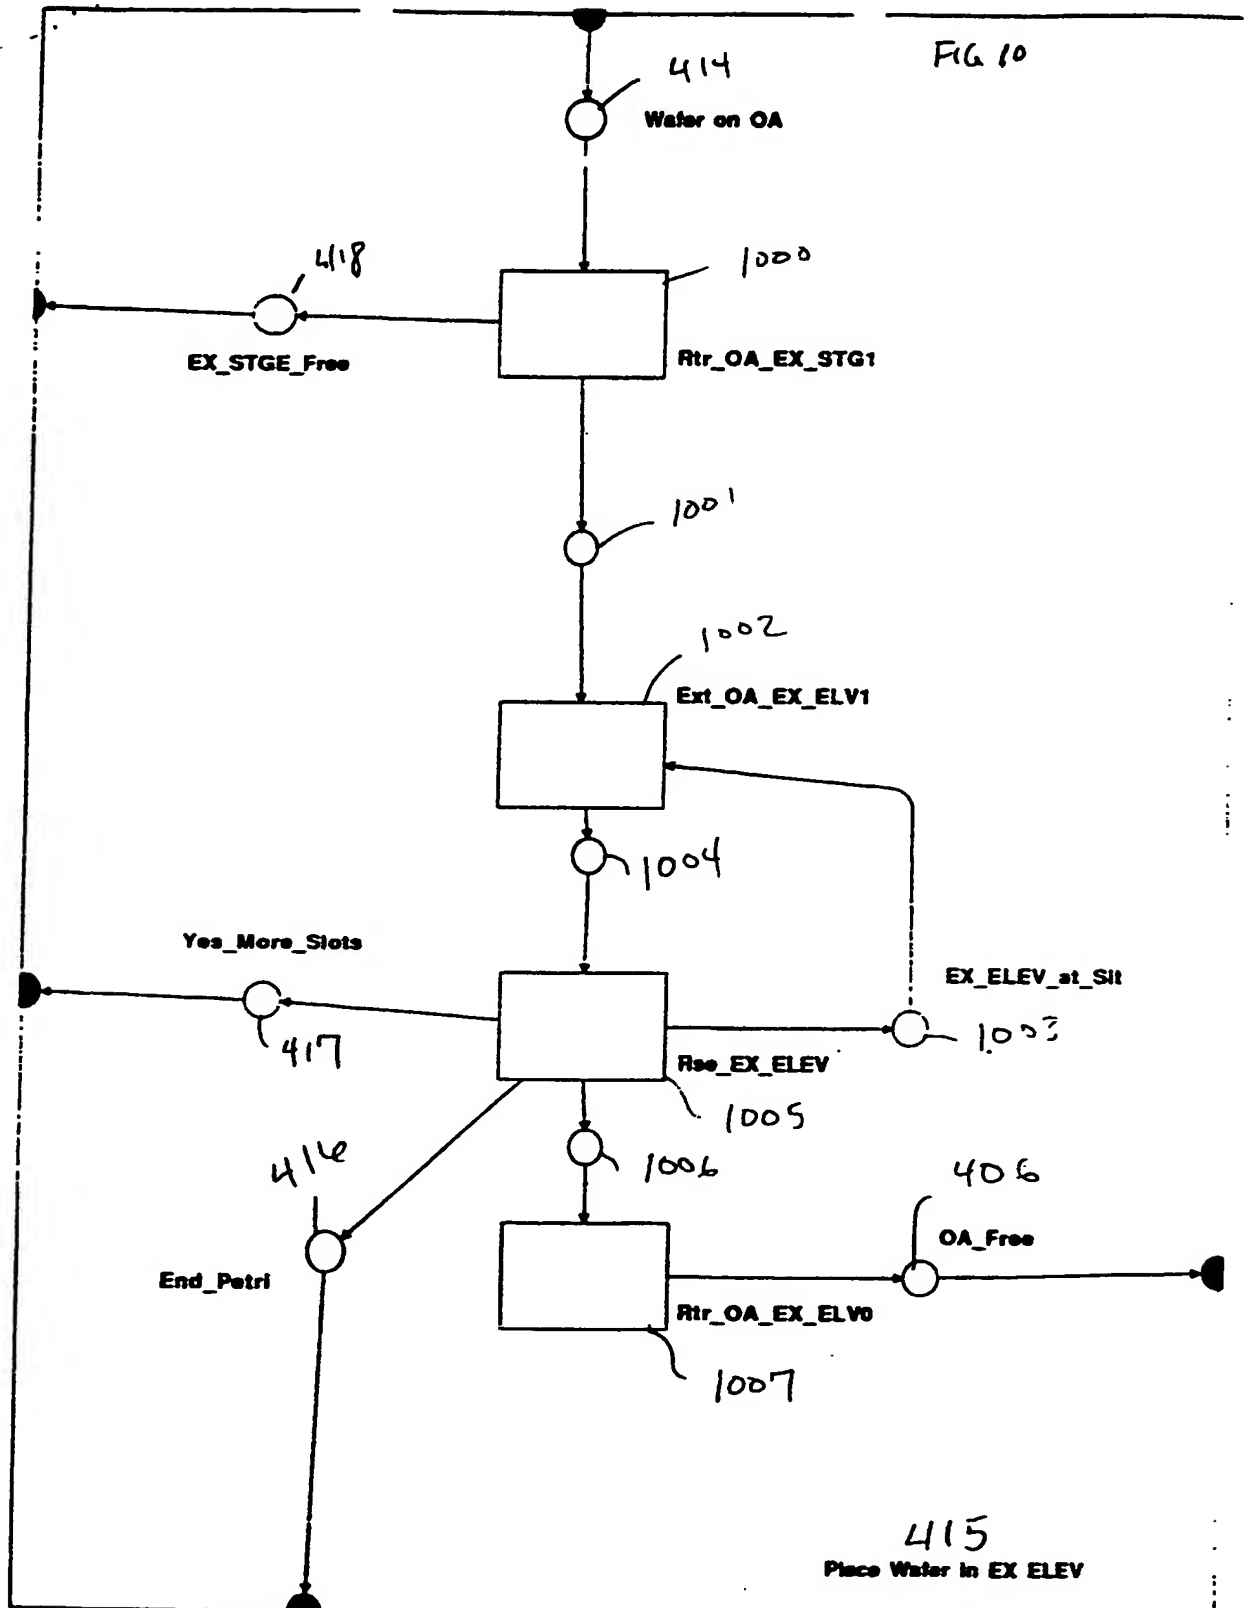 FIG 10
414
Wafer on OA
418
1000
EX_STGE_Free
Rtr_OA_EX_STG1
1001
1002
Ext_OA_EX_ELV1
1004
Yes_More_Slots
EX_ELEV_at_Slt
417
1003
Rse_EX_ELEV
1005
416
1006
406
OA_Free
End_Petri
Rtr_OA_EX_ELV0
1007
415
Place Wafer in EX ELEV